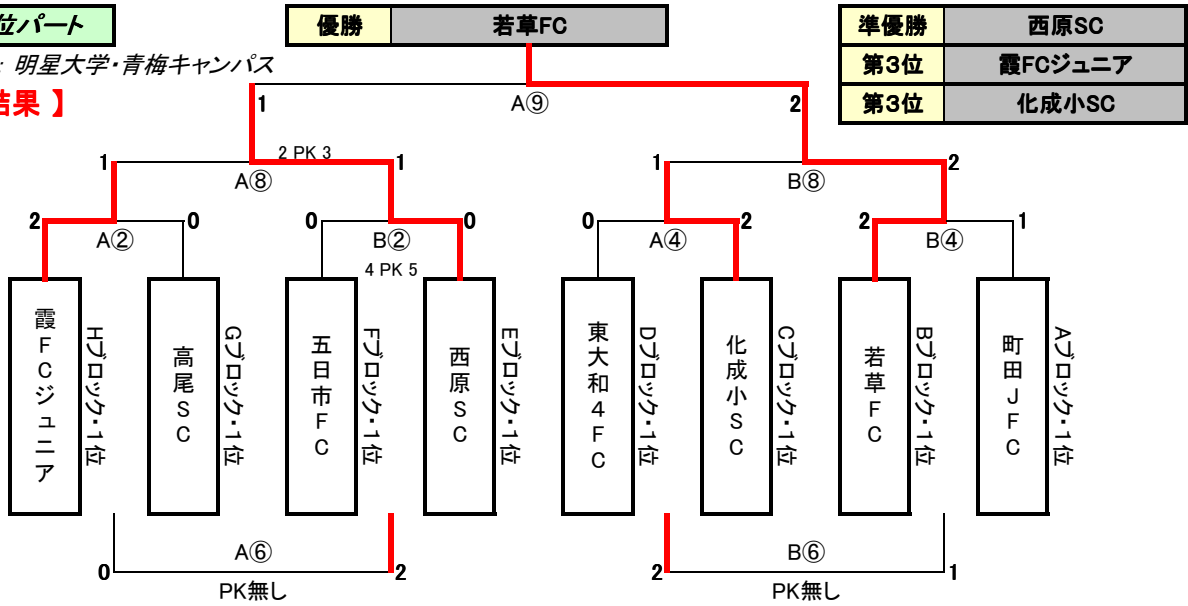 位パート
優勝 若草FC
準優勝 西原SC
第3位 霞FCジュニア
第3位 化成小SC
: 明星大学・青梅キャンパス
結果 】
1 A⑨ 2
2 PK 3
1 A⑧ 1
1 B⑧ 2
2 A② 0
0 B② 0
4 PK 5
0 A④ 2
2 B④ 1
霞FCジュニア
Hブロック・1位
高尾SC
Gブロック・1位
五日市FC
Fブロック・1位
西原SC
Eブロック・1位
東大和4FC
Dブロック・1位
化成小SC
Cブロック・1位
若草FC
Bブロック・1位
町田JFC
Aブロック・1位
0 A⑥ 2
PK無し
2 B⑥ 1
PK無し